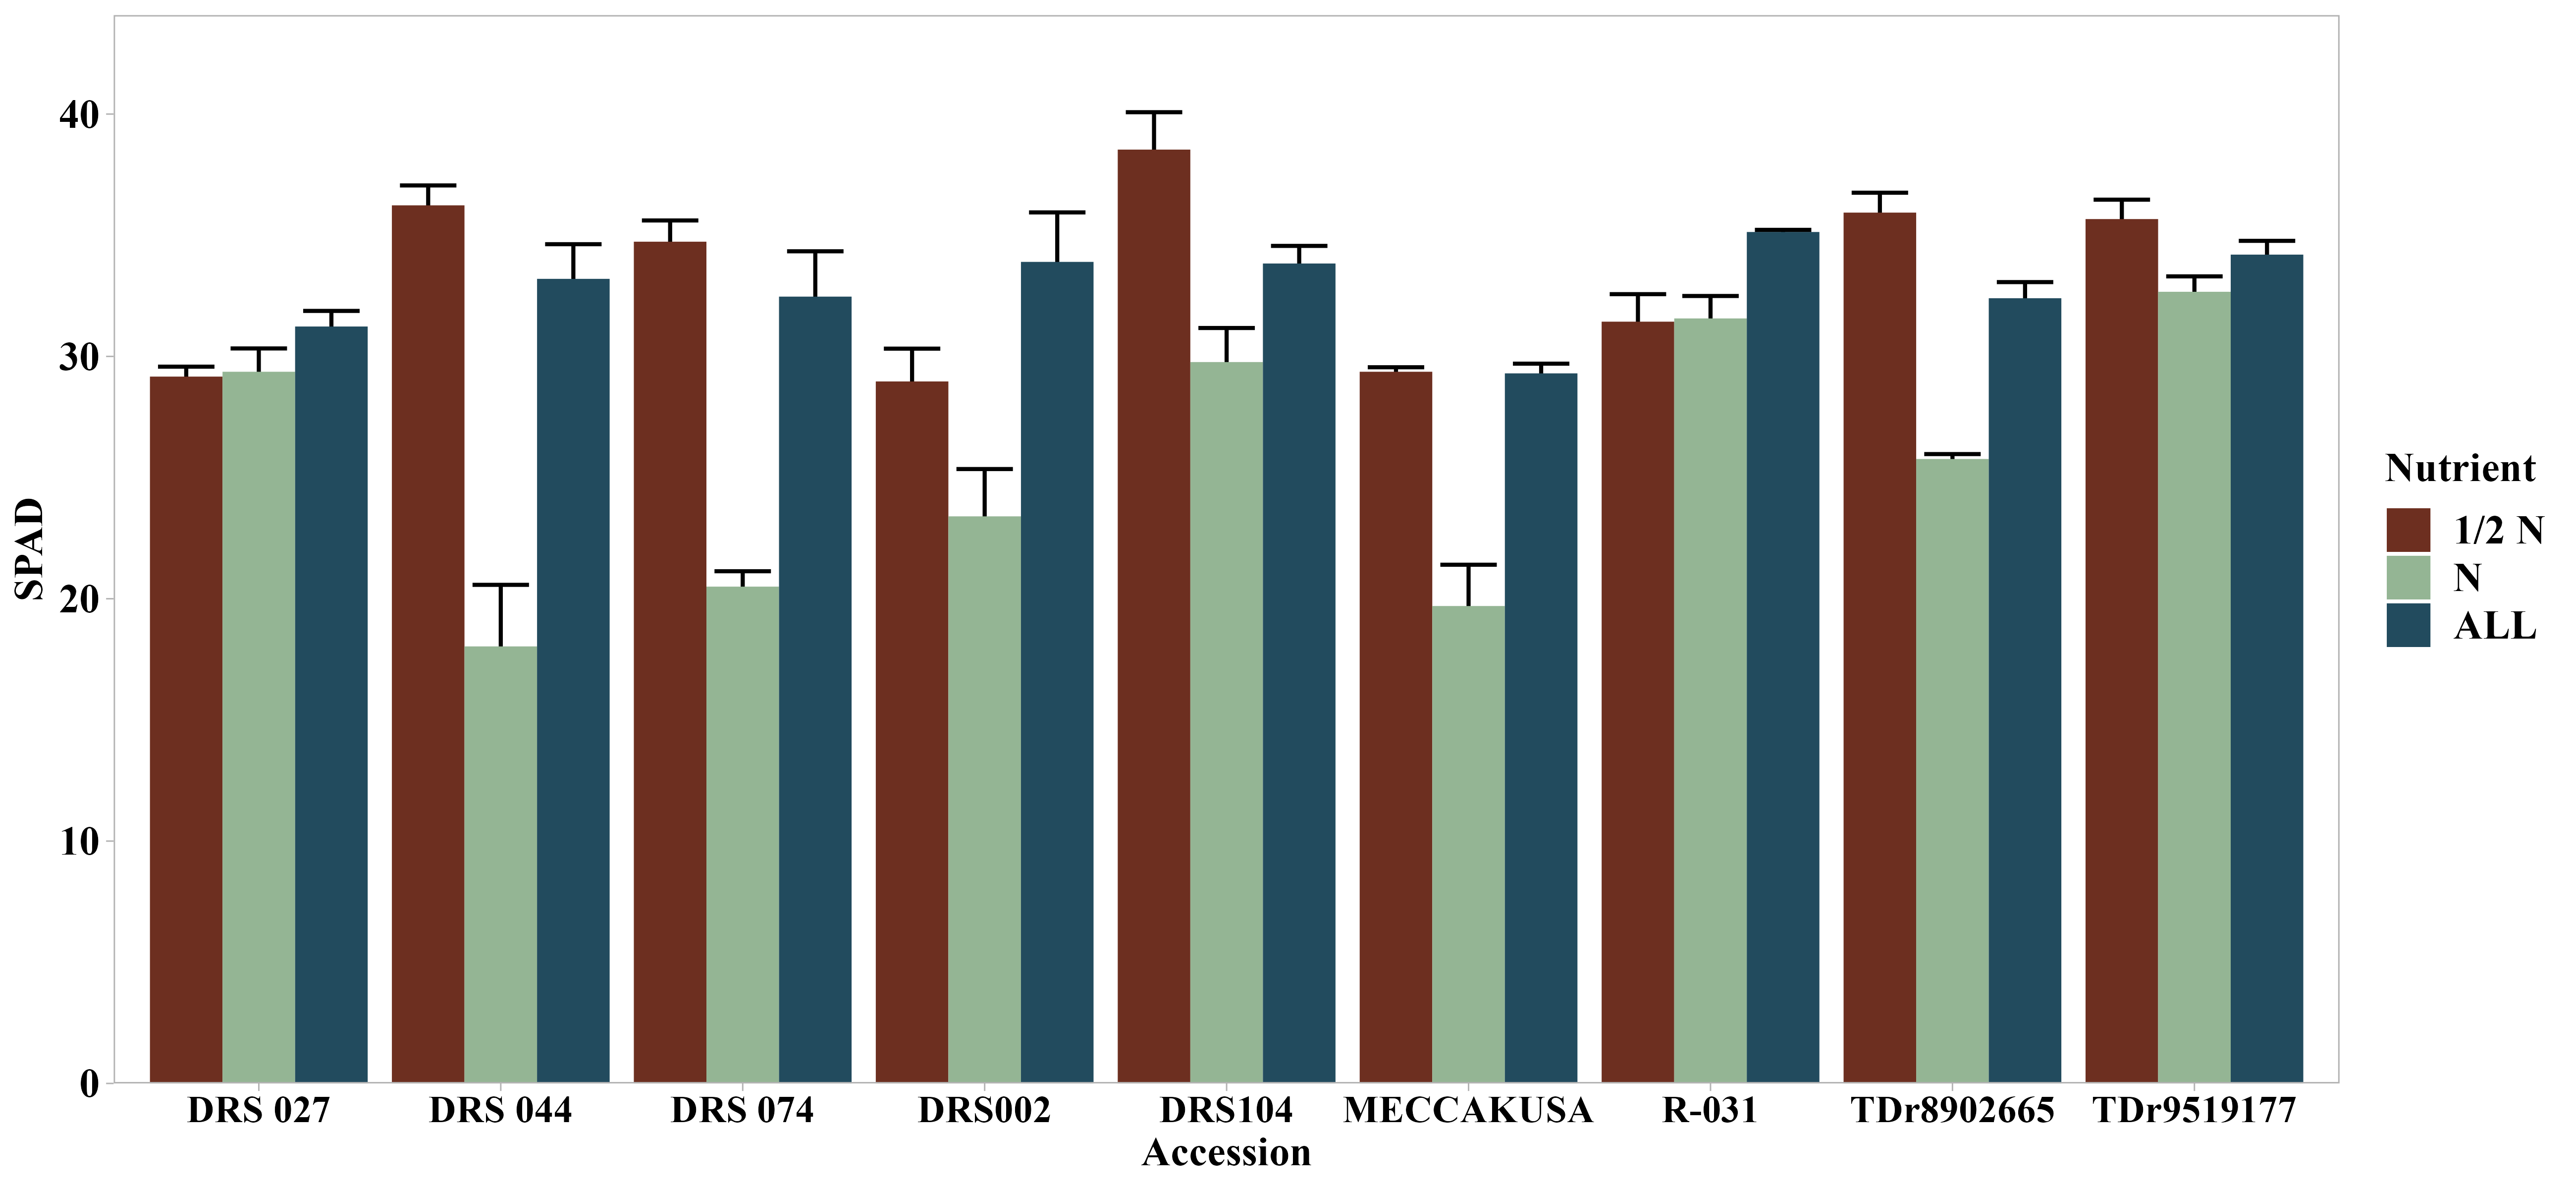 40
30
20
10
0
SPAD
DRS 027
DRS 044
DRS 074
DRS002
DRS104
MECCAKUSA
R-031
TDr8902665
TDr9519177
Accession
Nutrient
1/2 N
N
ALL